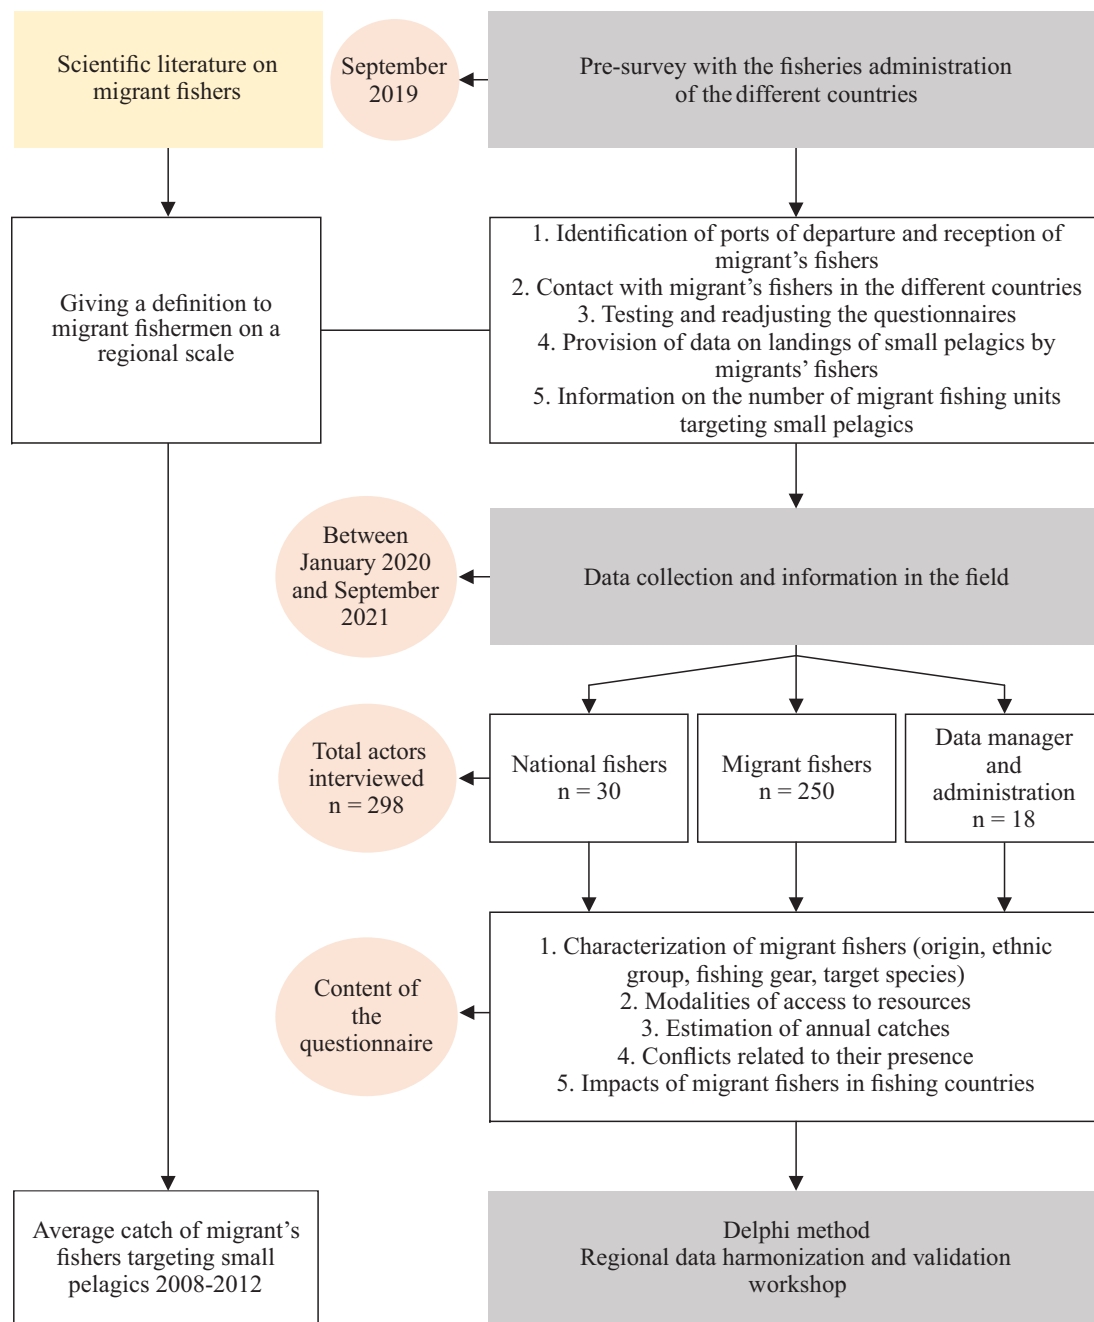 Scientific literature on
migrant fishers
September
2019
Pre-survey with the fisheries administration
of the different countries
Giving a definition to
migrant fishermen on a
regional scale
1. Identification of ports of departure and reception of
migrant's fishers
2. Contact with migrant's fishers in the different countries
3. Testing and readjusting the questionnaires
4. Provision of data on landings of small pelagics by
migrants' fishers
5. Information on the number of migrant fishing units
targeting small pelagics
Between
January 2020
and September
2021
Data collection and information in the field
Total actors
interviewed
n = 298
National fishers
n = 30
Migrant fishers
n = 250
Data manager
and
administration
n = 18
Content of
the
questionnaire
1. Characterization of migrant fishers (origin, ethnic
group, fishing gear, target species)
2. Modalities of access to resources
3. Estimation of annual catches
4. Conflicts related to their presence
5. Impacts of migrant fishers in fishing countries
Average catch of migrant's
fishers targeting small
pelagics 2008-2012
Delphi method
Regional data harmonization and validation
workshop